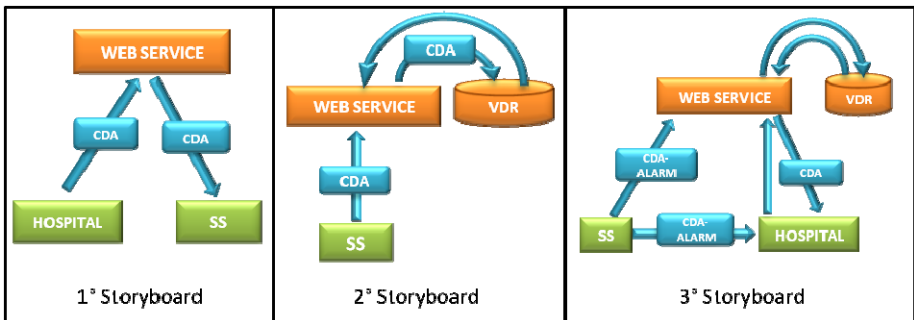 WEB SERVICE
CDA
CDA
HOSPITAL
SS
1° Storyboard
CDA
WEB SERVICE
VDR
CDA
SS
2° Storyboard
WEB SERVICE
VDR
CDA-
ALARM
CDA
SS
CDA-
ALARM
HOSPITAL
3° Storyboard